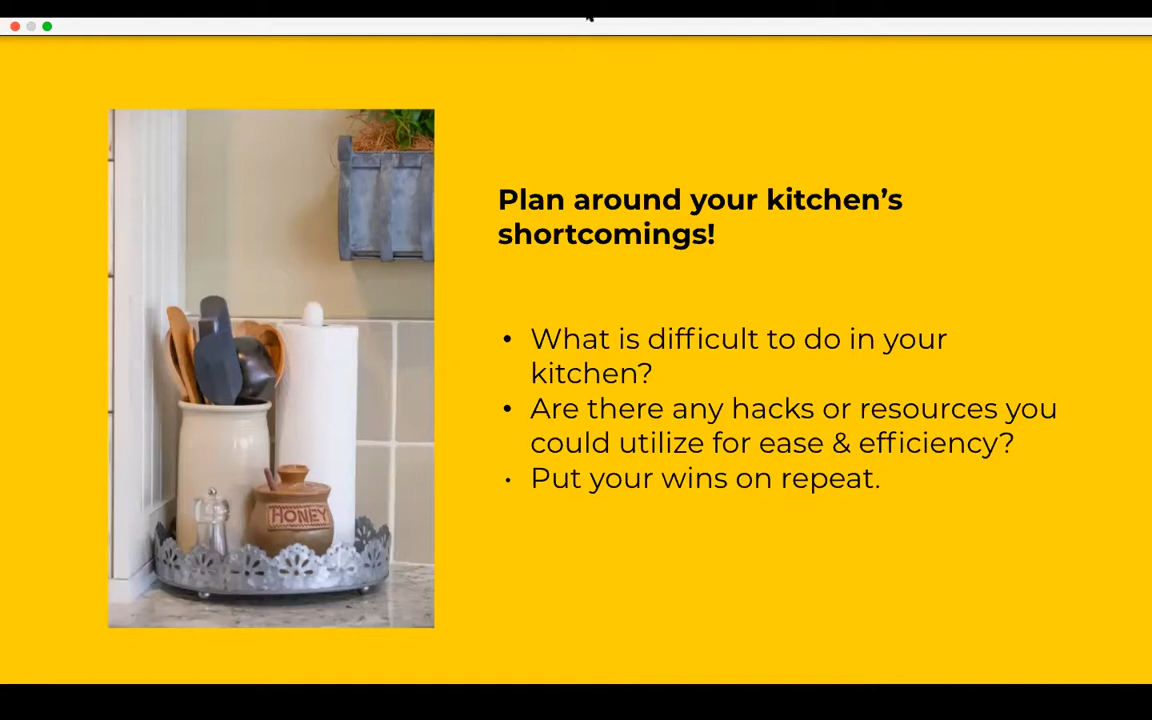 Plan around your kitchen’s
shortcomings!
• What is difficult to do in your
kitchen?
• Are there any hacks or resources you
could utilize for ease & efficiency?
• Put your wins on repeat.
HONEY